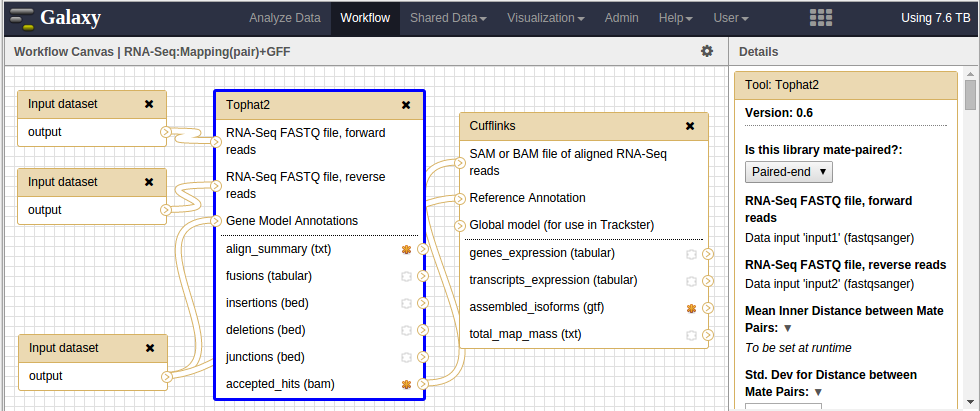 Galaxy
Analyze Data Workflow Shared Data Visualization Admin Help User Using 7.6 TB
Workflow Canvas | RNA-Seq:Mapping(pair)+GFF
Input dataset
output
Input dataset
output
Input dataset
output
Tophat2
RNA-Seq FASTQ file, forward
reads
RNA-Seq FASTQ file, reverse
reads
Gene Model Annotations
align_summary (txt)
fusions (tabular)
insertions (bed)
deletions (bed)
junctions (bed)
accepted_hits (bam)
Cufflinks
SAM or BAM file of aligned RNA-Seq
reads
Reference Annotation
Global model (for use in Trackster)
genes_expression (tabular)
transcripts_expression (tabular)
assembled_isoforms (gtf)
total_map_mass (txt)
Details
Tool: Tophat2
Version: 0.6
Is this library mate-paired?:
Paired-end
RNA-Seq FASTQ file, forward
reads
Data input 'input1' (fastqsanger)
RNA-Seq FASTQ file, reverse reads
Data input 'input2' (fastqsanger)
Mean Inner Distance between Mate
Pairs:
To be set at runtime
Std. Dev for Distance between
Mate Pairs: